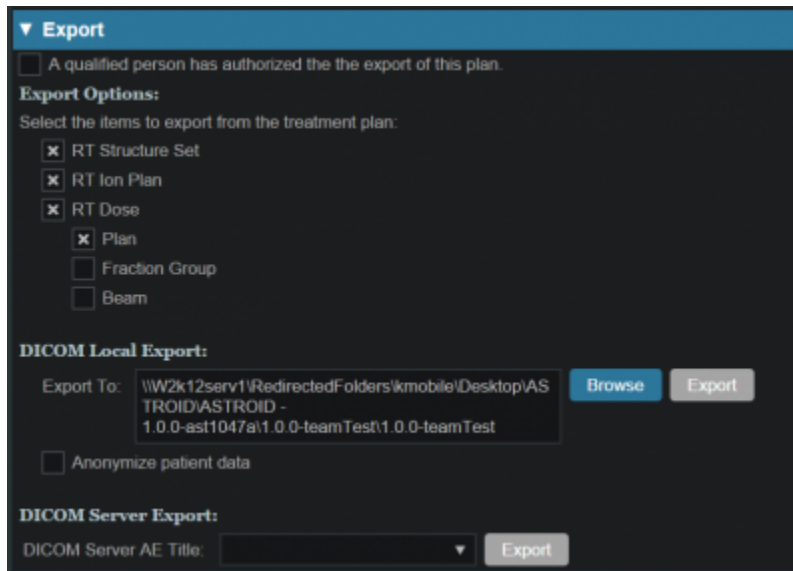 Export
A qualified person has authorized the the export of this plan.
Export Options:
Select the items to export from the treatment plan:
RT Structure Set
RT Ion Plan
RT Dose
Plan
Fraction Group
Beam
DICOM Local Export:
Export To: \\W2k12serv1\RedirectedFolders\kmobile\Desktop\AS Browse Export
TROID\ASTROID -
1.0.0-ast1047a\1.0.0-teamTest\1.0.0-teamTest
Anonymize patient data
DICOM Server Export:
DICOM Server AE Title: Export